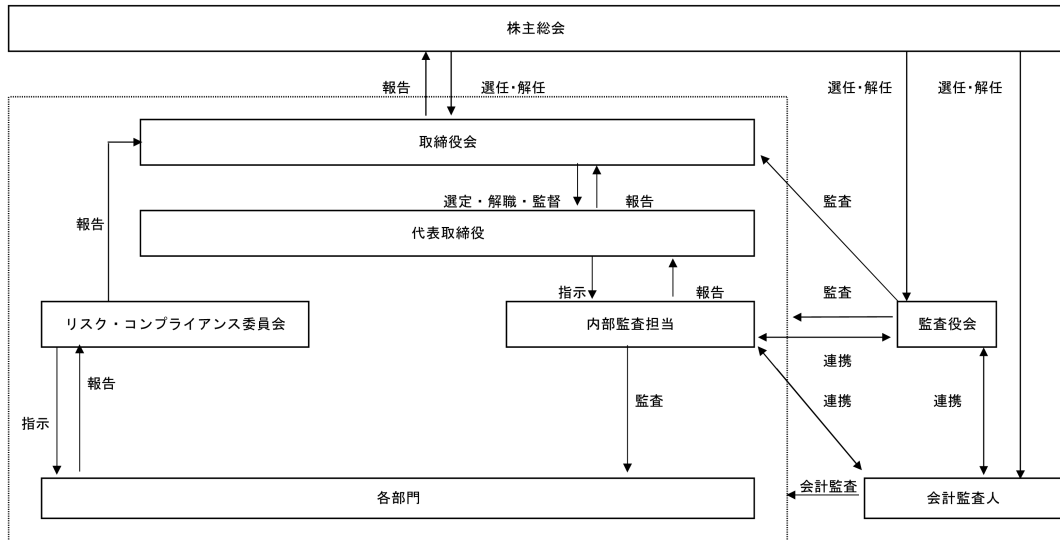 株主総会
報告
選任・解任
選任・解任
選任・解任
取締役会
選定・解職・監督
報告
監査
報告
代表取締役
指示
報告
監査
リスク・コンプライアンス委員会
内部監査担当
監査役会
連携
報告
指示
監査
連携
連携
会計監査
各部門
会計監査人